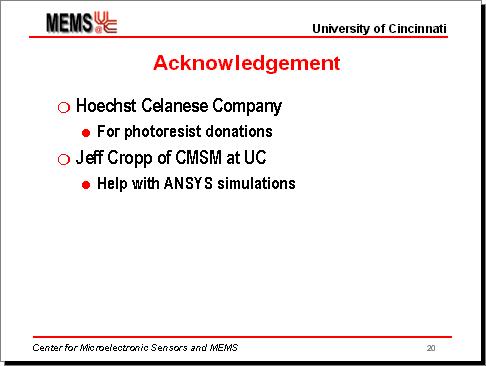 MEMS UC @
University of Cincinnati
Acknowledgement
Hoechst Celanese Company
For photoresist donations
Jeff Cropp of CMSM at UC
Help with ANSYS simulations
Center for Microelectronic Sensors and MEMS 20